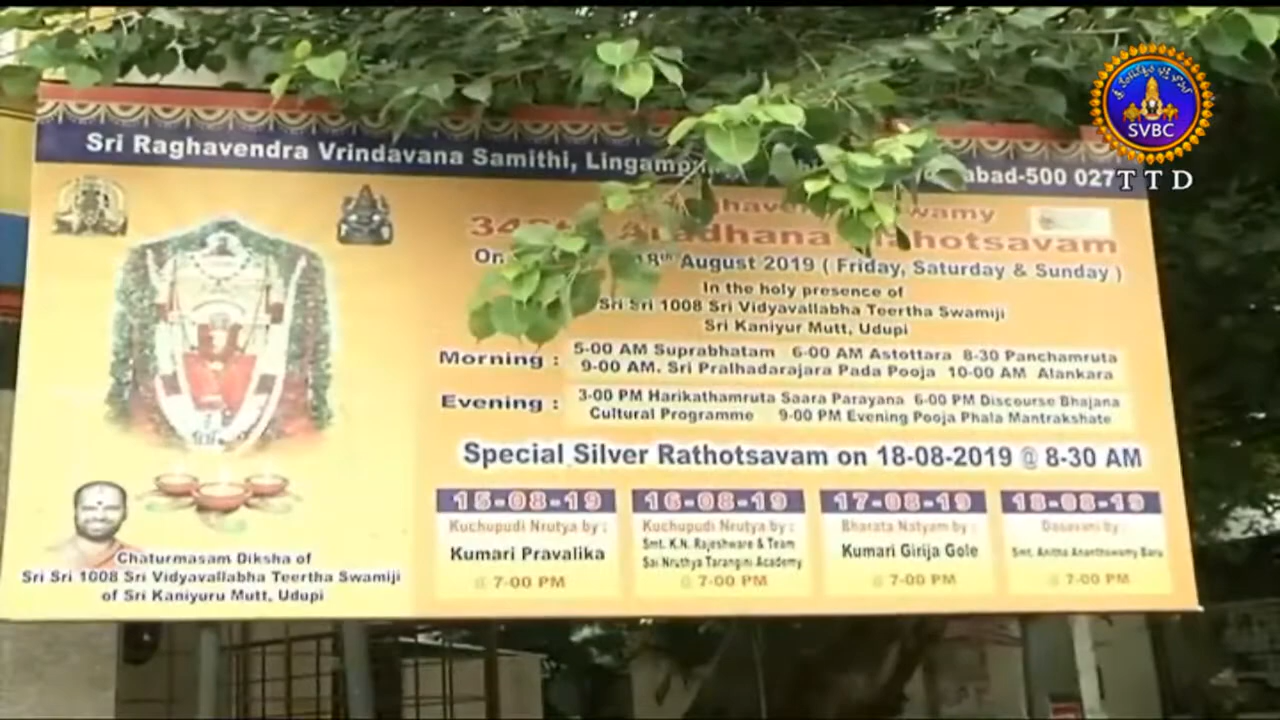 Sri Raghavendra Vrindavana Samithi, abad-500 027
SVBC
TTD
Mahotsavam
August 2019 ( Friday, Saturday & Sunday )
In the holy presence of
Sri Sri 1008 Sri Vidyavallabha Teertha Swamiji
Sri Kaniyur Mutt, Udupi
Morning : 5-00 AM Suprabhatam 6-00 AM Astottara 8-30 Panchamruta
9-00 AM. Sri Pralhadarajara Pada Pooja 10-00 AM Alankara
Evening : 3-00 PM Harikathamruta Saara Parayana 6-00 PM Discourse Bhajana
Cultural Programme 9-00 PM Evening Pooja Phala Mantrakshate
Special Silver Rathotsavam on 18-08-2019 @ 8-30 AM
15-08-19
Kuchupudi Nrutya by :
Kumari Pravalika
@ 7-00 PM
16-08-19
Kuchupudi Nrutya by :
Smt. K.N. Rajeshware & Team
Sai Nruthya Tarangini Academy
@ 7-00 PM
17-08-19
Bharata Natyam by :
Kumari Girija Gole
@ 7-00 PM
18-08-19
Dasavani By :
Smt. Anitha Ananthswamy Baru
@ 7-00 PM
Chaturmasam Diksha of
Sri Sri 1008 Sri Vidyavallabha Teertha Swamiji
of Sri Kaniyuru Mutt, Udupi